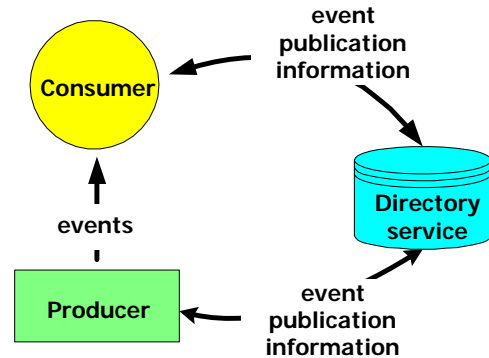 event
publication
information
Consumer
Directory
service
events
Producer
event
publication
information